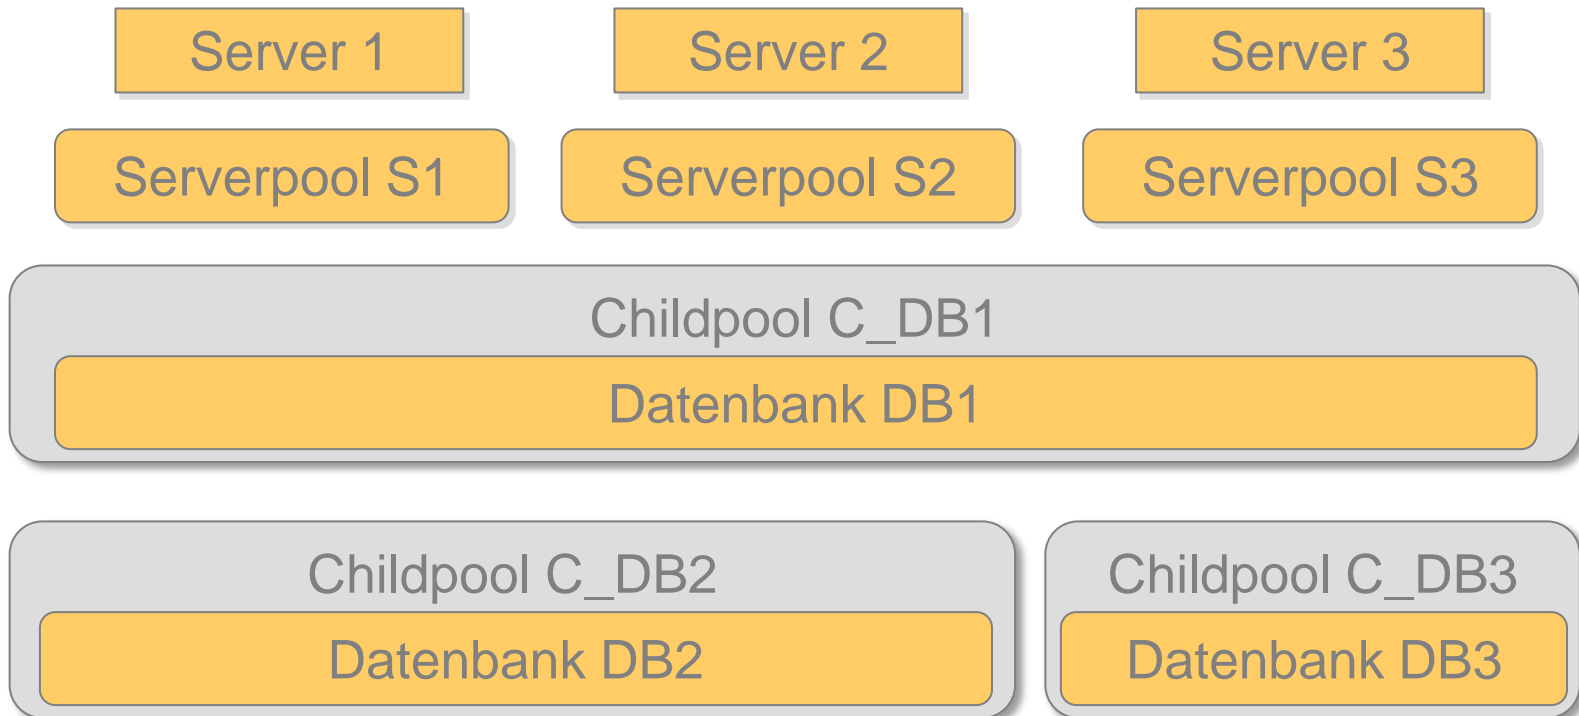 Server 1
Server 2
Server 3
Serverpool S1
Serverpool S2
Serverpool S3
Childpool C_DB1
Datenbank DB1
Childpool C_DB2
Childpool C_DB3
Datenbank DB2
Datenbank DB3